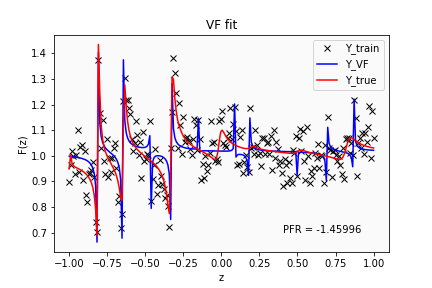 VF fit
Y_train
Y_VF
Y_true
F(z)
1.4
1.3
1.2
1.1
1.0
0.9
0.8
0.7
PFR = -1.45996
−1.00 −0.75 −0.50 −0.25 0.00 0.25 0.50 0.75 1.00
z